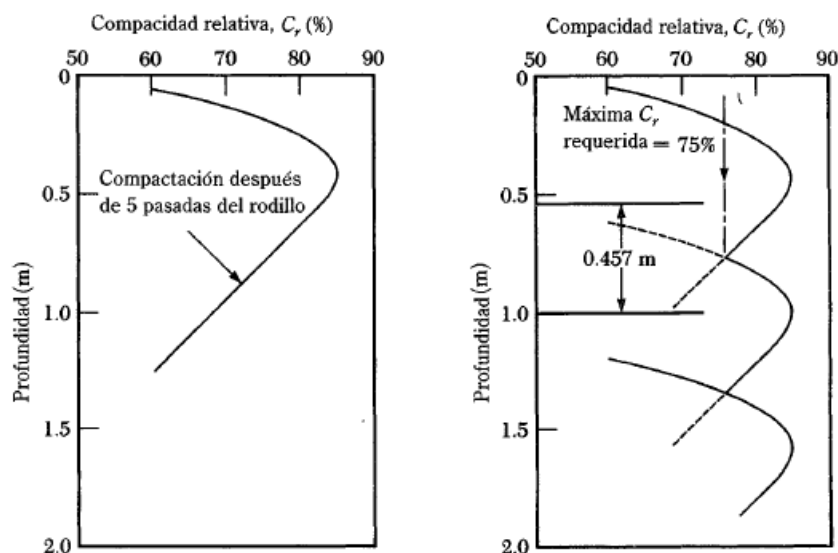 Compacidad relativa, C_r (%)
50 60 70 80 90
0
0.5
1.0
1.5
2.0
Profundidad (m)
Compactación después
de 5 pasadas del rodillo
Compacidad relativa, C_r (%)
50 60 70 80 90
0
0.5
1.0
1.5
2.0
Profundidad (m)
Máxima C_r
requerida = 75%
0.457 m